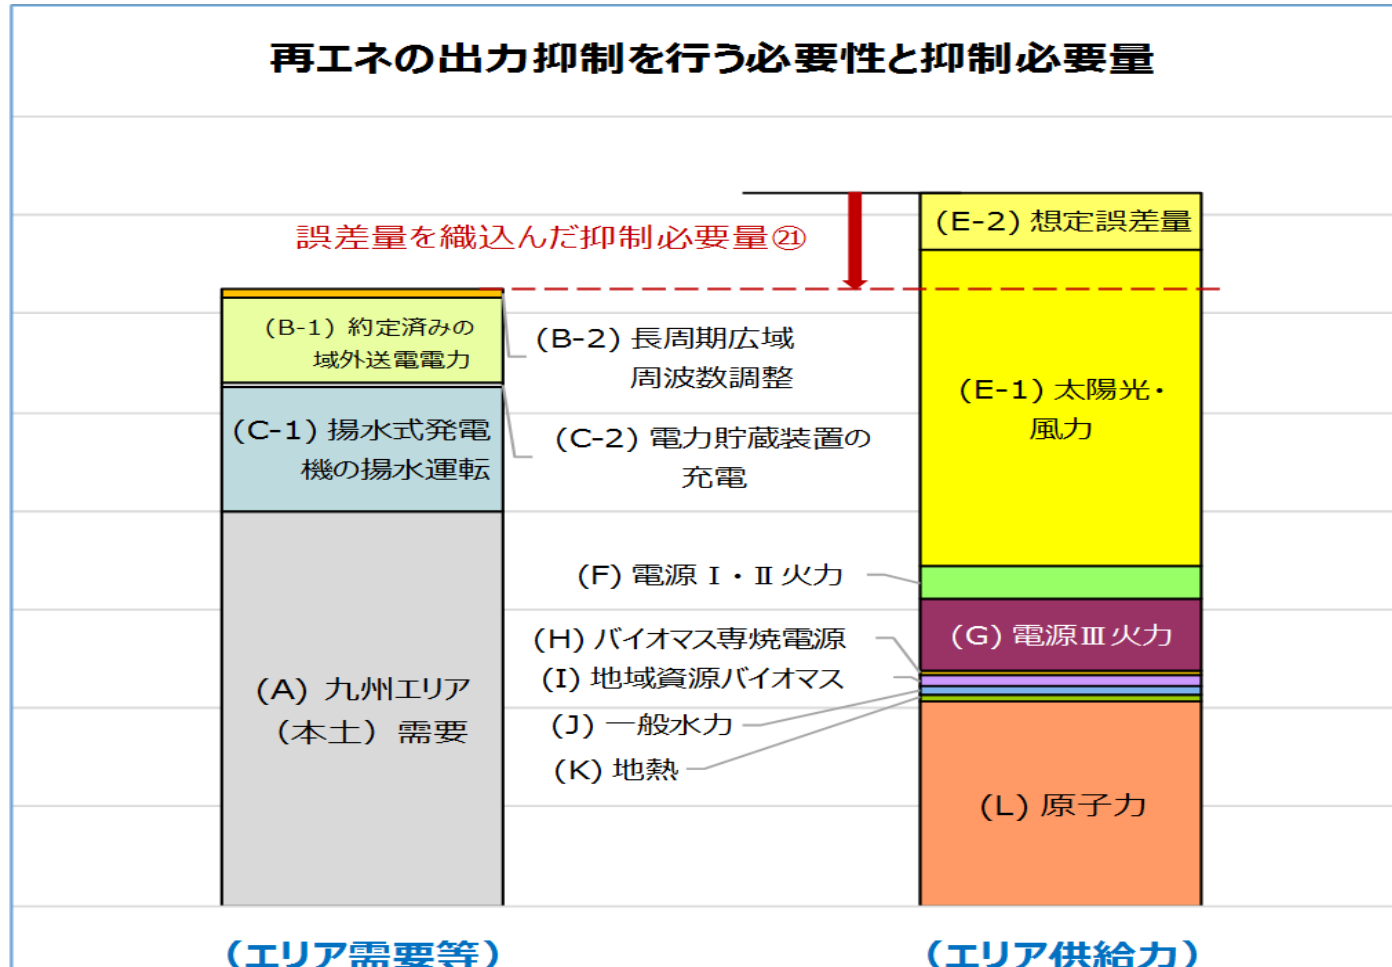 再エネの出力抑制を行う必要性と抑制必要量
誤差量を織込んだ抑制必要量㉑
(B-1) 約定済みの
域外送電電力
(C-1) 揚水式発電
機の揚水運転
(A) 九州エリア
（本土）需要
(B-2) 長周期広域
周波数調整
(C-2) 電力貯蔵装置の
充電
(F) 電源Ⅰ・Ⅱ火力
(H) バイオマス専焼電源
(I) 地域資源バイオマス
(J) 一般水力
(K) 地熱
(E-2) 想定誤差量
(E-1) 太陽光・
風力
(G) 電源Ⅲ火力
(L) 原子力
（エリア需要等）
（エリア供給力）